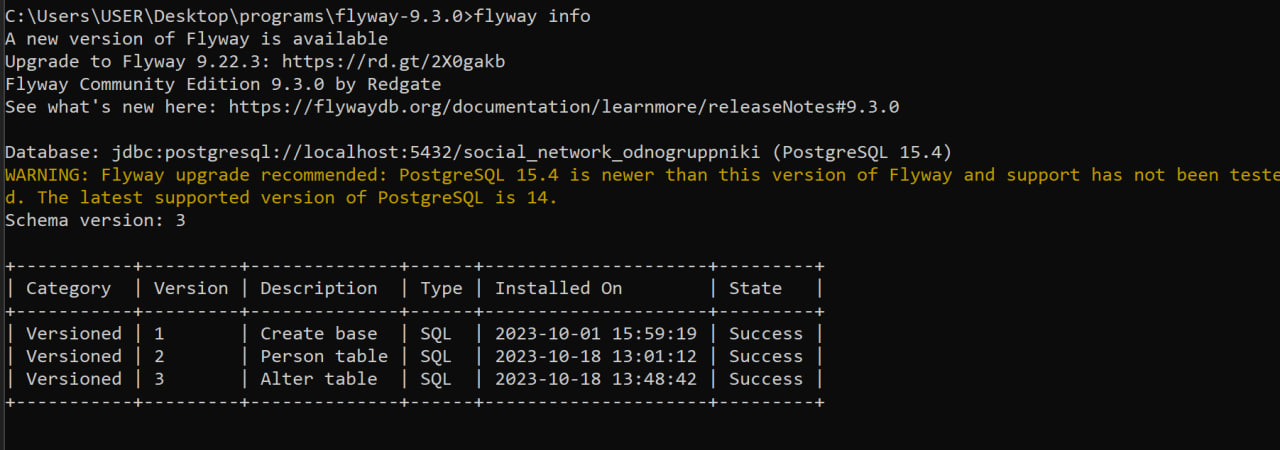 C:\Users\USER\Desktop\programs\flyway-9.3.0>flyway info
A new version of Flyway is available
Upgrade to Flyway 9.22.3: https://rd.gt/2X0gakb
Flyway Community Edition 9.3.0 by Redgate
See what's new here: https://flywaydb.org/documentation/learnmore/releaseNotes#9.3.0

Database: jdbc:postgresql://localhost:5432/social_network_odnogruppniki (PostgreSQL 15.4)
WARNING: Flyway upgrade recommended: PostgreSQL 15.4 is newer than this version of Flyway and support has not been teste
d. The latest supported version of PostgreSQL is 14.
Schema version: 3

+-----------+---------+--------------+------+---------------------+---------+
| Category  | Version | Description  | Type | Installed On        | State   |
+-----------+---------+--------------+------+---------------------+---------+
| Versioned | 1       | Create base  | SQL  | 2023-10-01 15:59:19 | Success |
| Versioned | 2       | Person table | SQL  | 2023-10-18 13:01:12 | Success |
| Versioned | 3       | Alter table  | SQL  | 2023-10-18 13:48:42 | Success |
+-----------+---------+--------------+------+---------------------+---------+